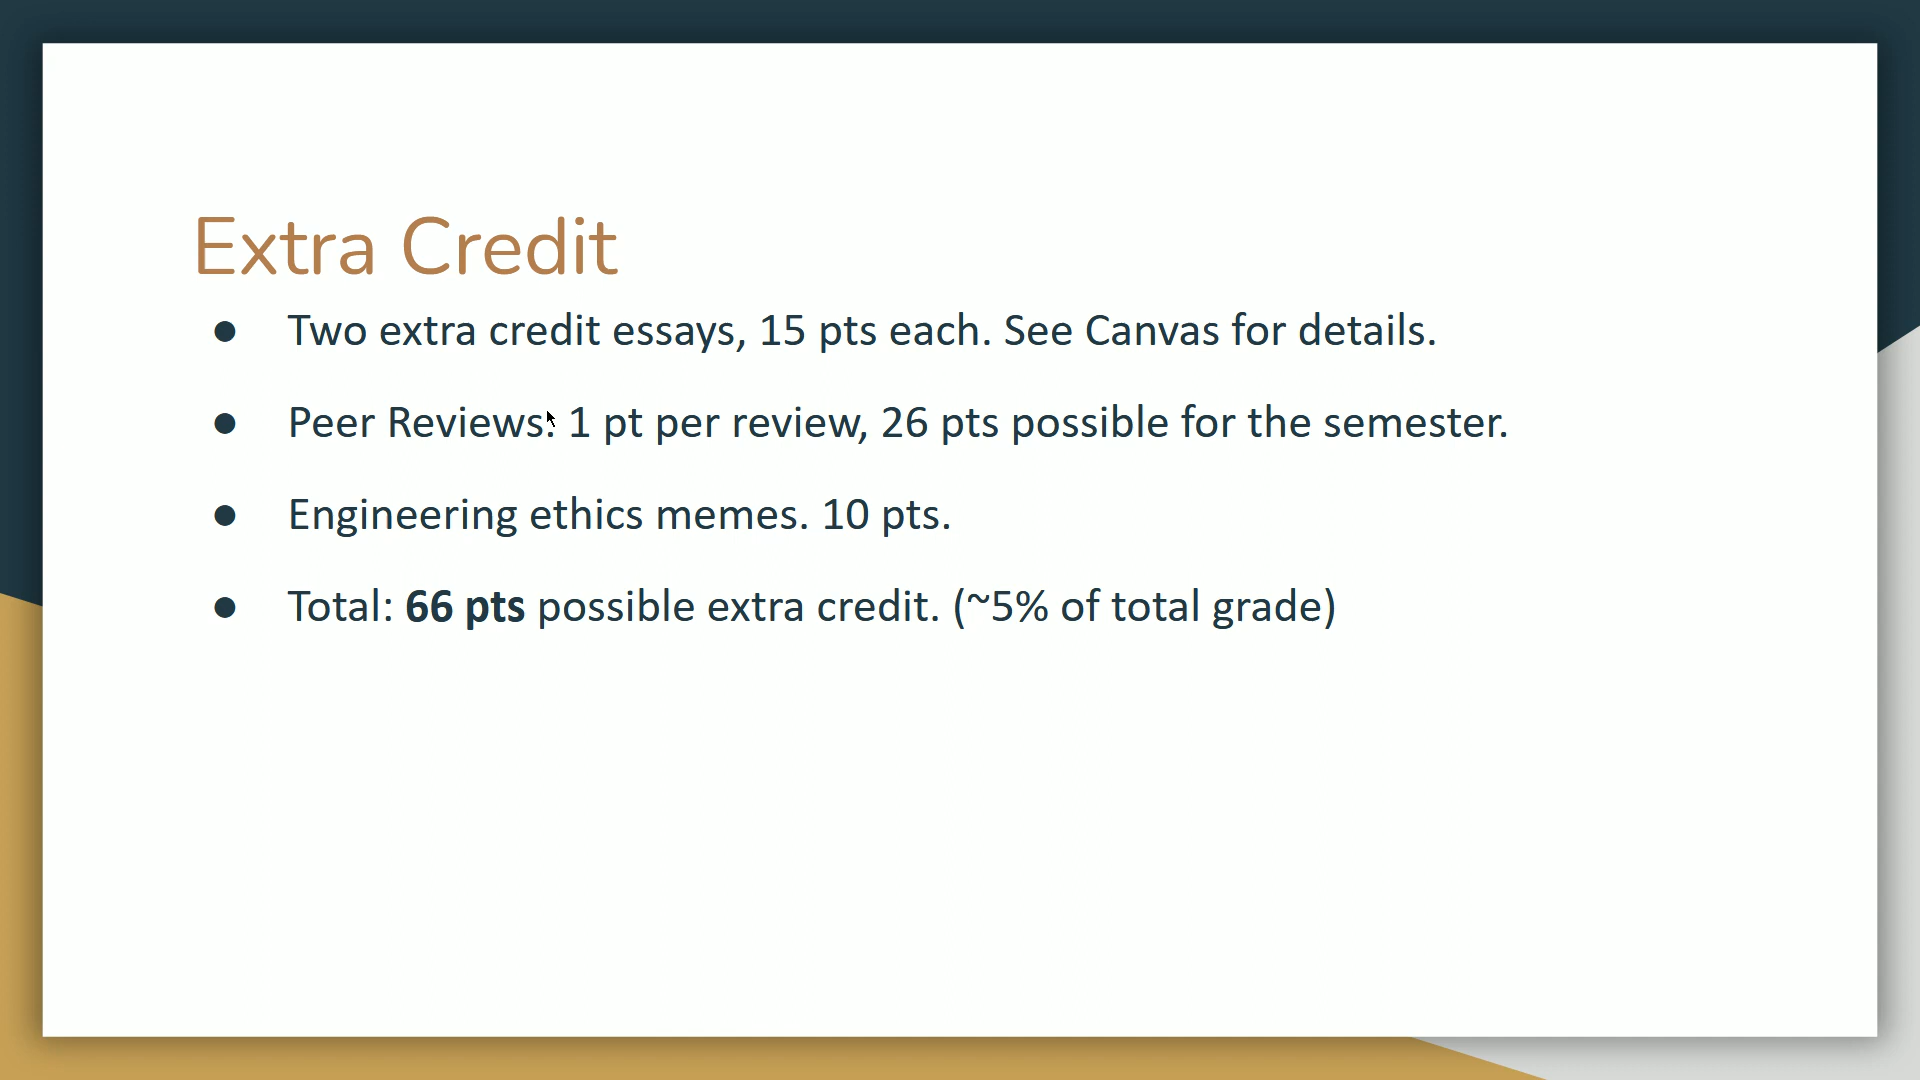 Extra Credit
● Two extra credit essays, 15 pts each. See Canvas for details.
● Peer Reviews: 1 pt per review, 26 pts possible for the semester.
● Engineering ethics memes. 10 pts.
● Total: 66 pts possible extra credit. (~5% of total grade)